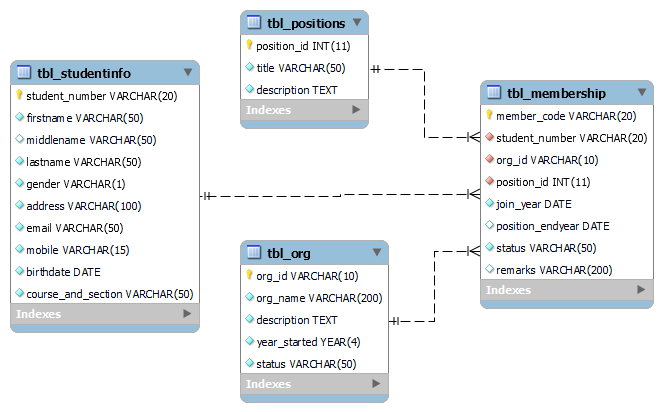 tbl_positions
position_id INT(11)
title VARCHAR(50)
description TEXT
Indexes
tbl_studentinfo
student_number VARCHAR(20)
firstname VARCHAR(50)
middlename VARCHAR(50)
lastname VARCHAR(50)
gender VARCHAR(1)
address VARCHAR(100)
email VARCHAR(50)
mobile VARCHAR(15)
birthdate DATE
course_and_section VARCHAR(50)
Indexes
tbl_membership
member_code VARCHAR(20)
student_number VARCHAR(20)
org_id VARCHAR(10)
position_id INT(11)
join_year DATE
position_endyear DATE
status VARCHAR(50)
remarks VARCHAR(200)
Indexes
tbl_org
org_id VARCHAR(10)
org_name VARCHAR(200)
description TEXT
year_started YEAR(4)
status VARCHAR(50)
Indexes